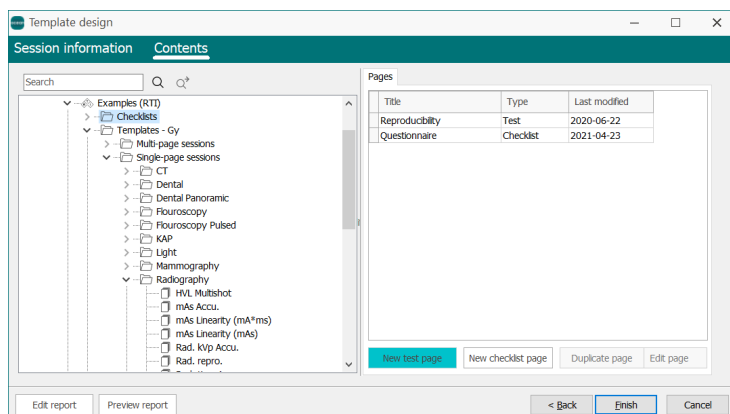 Template design
Session information Contents
Search
Pages
Examples (RTI)
Checklists
Templates - Gy
Multi-page sessions
Single-page sessions
CT
Dental
Dental Panoramic
Flouroscopy
Flouroscopy Pulsed
KAP
Light
Mammography
Radiography
HVL Multishot
mAs Accu.
mAs Linearity (mA*ms)
mAs Linearity (mAs)
Rad. kVp Accu.
Rad. repro.
Title Type Last modified
Reproducibility Test 2020-06-22
Questionnaire Checklist 2021-04-23
New test page New checklist page Duplicate page Edit page
Edit report Preview report < Back Finish Cancel